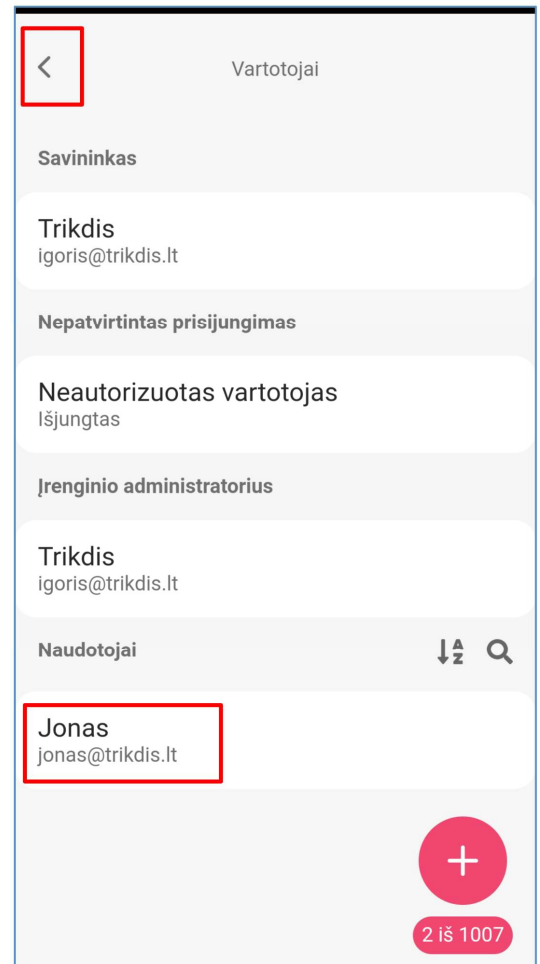 Vartotojai
Savininkas
Trikdis
igoris@trikdis.lt
Nepatvirtintas prisijungimas
Neautorizuotas vartotojas
Išjungtas
Įrenginio administratorius
Trikdis
igoris@trikdis.lt
Naudotojai
Jonas
jonas@trikdis.lt
2 iš 1007